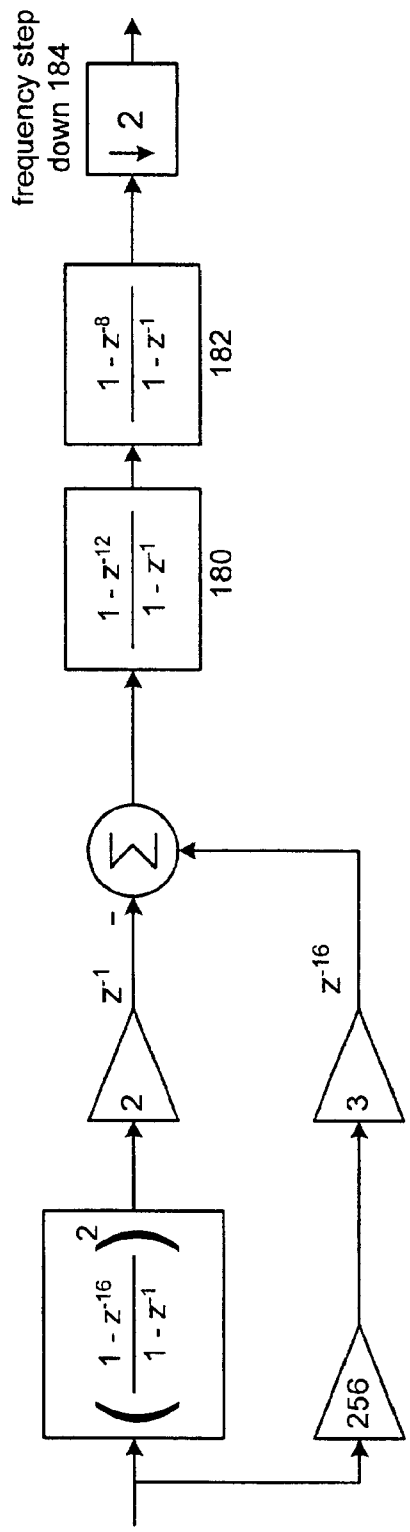 ( 1 - z⁻¹⁶ / 1 - z⁻¹ )²
2
z⁻¹
-
Σ
1 - z⁻¹² / 1 - z⁻¹
180
1 - z⁻⁸ / 1 - z⁻¹
182
frequency step
down 184
↓ 2
256
3
z⁻¹⁶